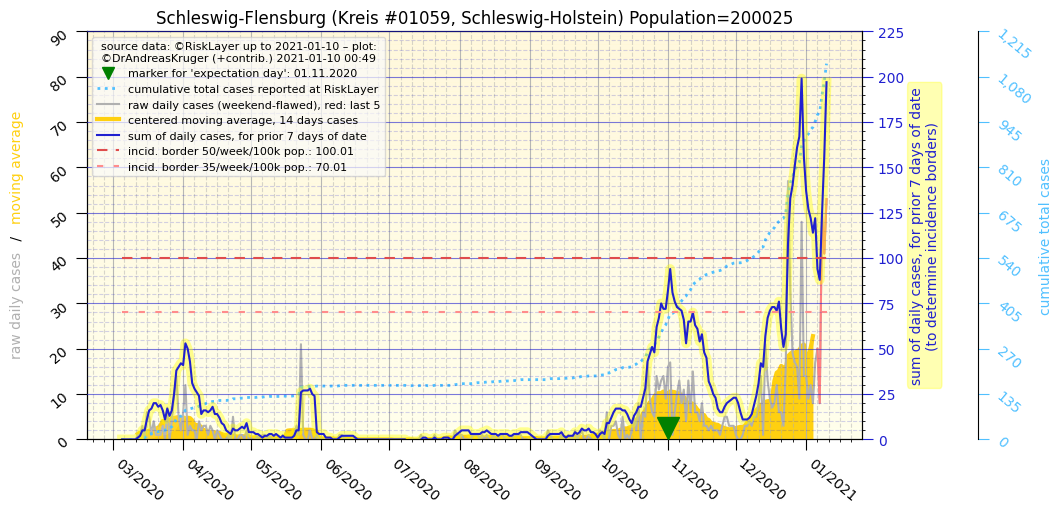 Schleswig-Flensburg (Kreis #01059, Schleswig-Holstein) Population=200025
source data: ©RiskLayer up to 2021-01-10 – plot:
©DrAndreasKruger (+contrib.) 2021-01-10 00:49
marker for 'expectation day': 01.11.2020
cumulative total cases reported at RiskLayer
raw daily cases (weekend-flawed), red: last 5
centered moving average, 14 days cases
sum of daily cases, for prior 7 days of date
incid. border 50/week/100k pop.: 100.01
incid. border 35/week/100k pop.: 70.01
raw daily cases / moving average
90
80
70
60
50
40
30
20
10
0
03/2020
04/2020
05/2020
06/2020
07/2020
08/2020
09/2020
10/2020
11/2020
12/2020
01/2021
225
200
175
150
125
100
75
50
25
0
sum of daily cases, for prior 7 days of date
(to determine incidence borders)
1,215
1,080
945
810
675
540
405
270
135
0
cumulative total cases